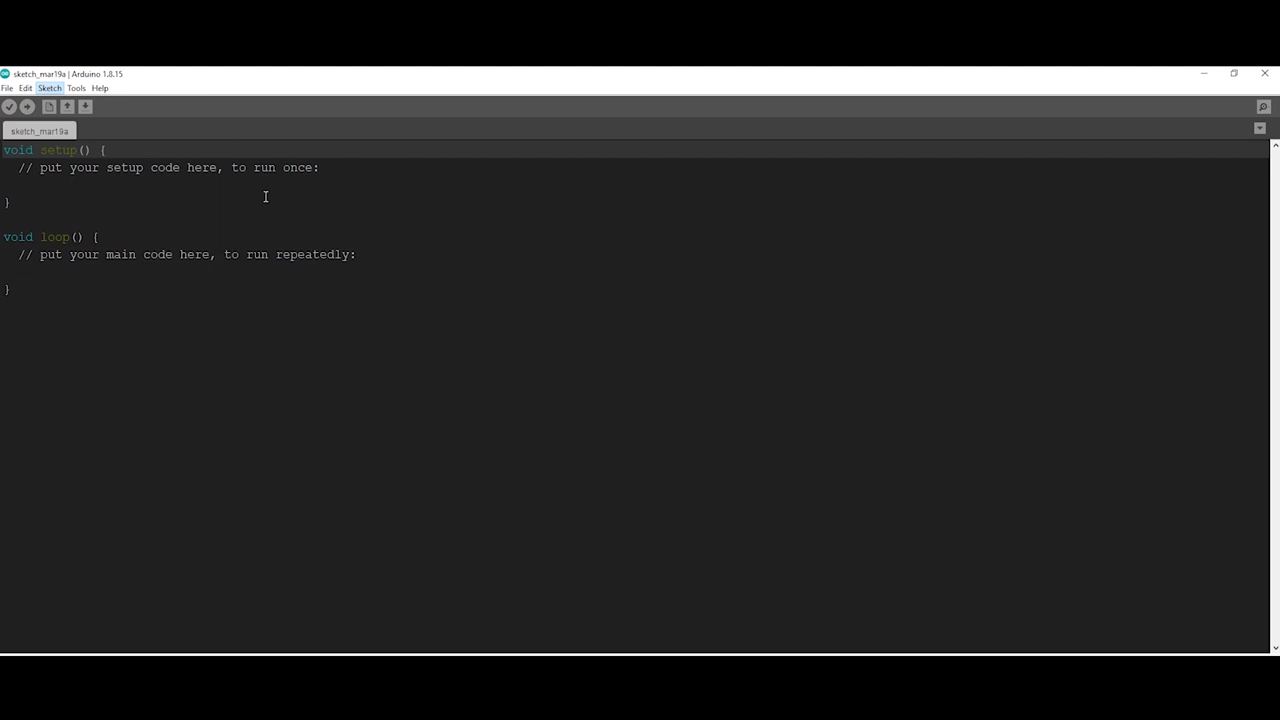 sketch_mar19a | Arduino 1.8.15
File Edit Sketch Tools Help
sketch_mar19a
void setup() {
  // put your setup code here, to run once:
}
void loop() {
  // put your main code here, to run repeatedly:
}